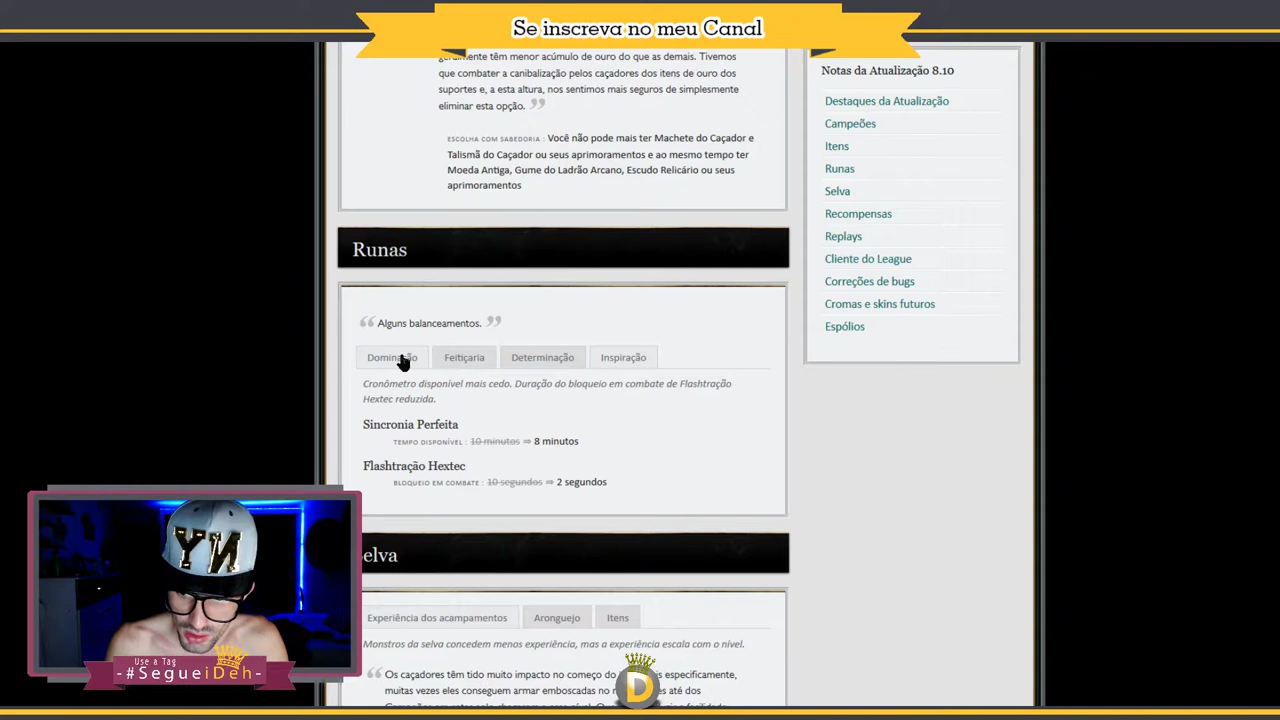 Se inscreva no meu Canal
geralmente têm menor acúmulo de ouro do que as demais. Tivemos
que combater a canibalização pelos caçadores dos itens de ouro dos
suportes e, a esta altura, nos sentimos mais seguros de simplesmente
eliminar esta opção.
ESCOLHA COM SABEDORIA : Você não pode mais ter Machete do Caçador e
Talismã do Caçador ou seus aprimoramentos e ao mesmo tempo ter
Moeda Antiga, Gume do Ladrão Arcano, Escudo Relicário ou seus
aprimoramentos
Runas
Alguns balanceamentos.
Dominação Feitiçaria Determinação Inspiração
Cronômetro disponível mais cedo. Duração do bloqueio em combate de Flashtração
Hextec reduzida.
Sincronia Perfeita
TEMPO DISPONÍVEL : 10 minutos ⇒ 8 minutos
Flashtração Hextec
BLOQUEIO EM COMBATE : 10 segundos ⇒ 2 segundos
Selva
Experiência dos acampamentos Aronguejo Itens
Monstros da selva concedem menos experiência, mas a experiência escala com o nível.
Os caçadores têm muito impacto no começo do especificamente,
muitas vezes eles conseguem armar emboscadas no até dos
Notas da Atualização 8.10
Destaques da Atualização
Campeões
Itens
Runas
Selva
Recompensas
Replays
Cliente do League
Correções de bugs
Cromas e skins futuros
Espólios
NY
Use a Tag
-#SegueiDeh-
D